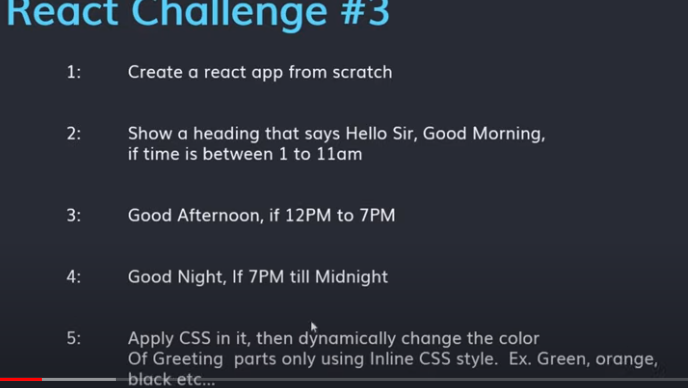 React Challenge #3
1: Create a react app from scratch
2: Show a heading that says Hello Sir, Good Morning,
if time is between 1 to 11am
3: Good Afternoon, if 12PM to 7PM
4: Good Night, If 7PM till Midnight
5: Apply CSS in it, then dynamically change the color
Of Greeting parts only using Inline CSS style. Ex. Green, orange,
black etc...